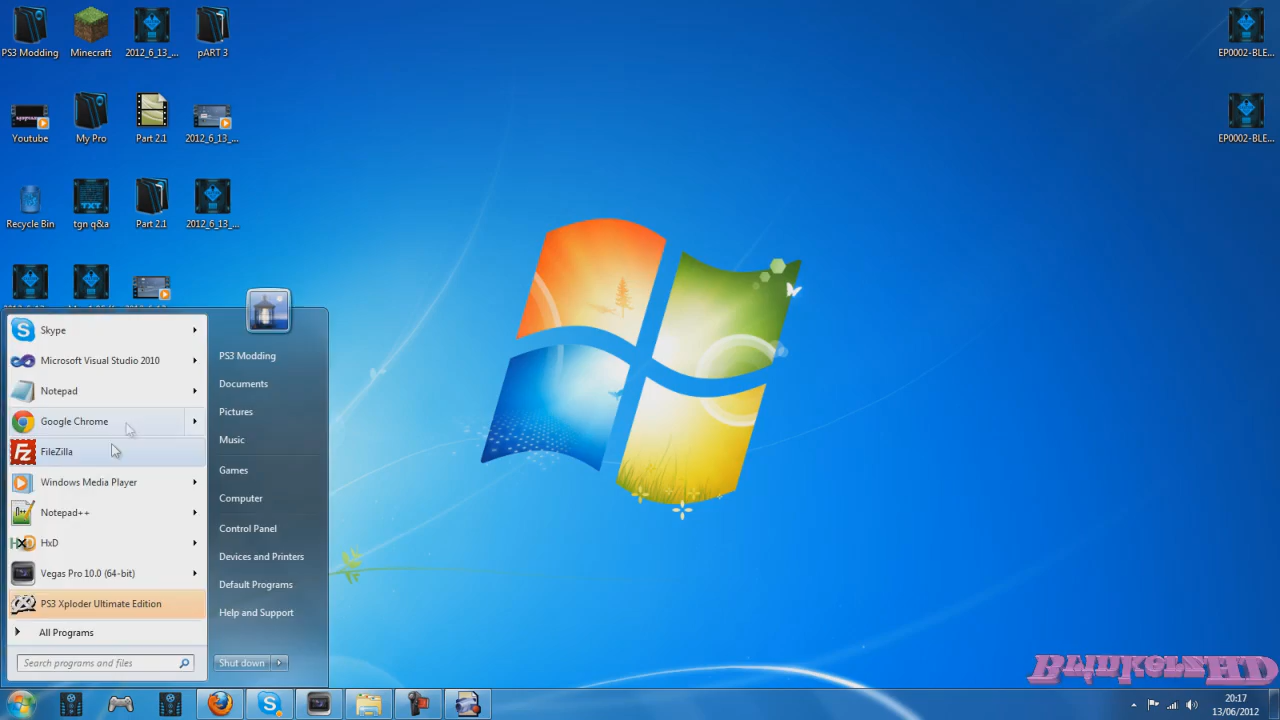 PS3 Modding
Minecraft
2012_6_13_...
pART 3
EP0002-BLE...
Youtube
My Pro
Part 2.1
2012_6_13_...
EP0002-BLE...
Recycle Bin
tgn q&a
Part 2.1
2012_6_13_...
Skype
Microsoft Visual Studio 2010
Notepad
Google Chrome
FileZilla
Windows Media Player
Notepad++
HxD
Vegas Pro 10.0 (64-bit)
PS3 Xploder Ultimate Edition
All Programs
Search programs and files
PS3 Modding
Documents
Pictures
Music
Games
Computer
Control Panel
Devices and Printers
Default Programs
Help and Support
Shut down
20:17
13/06/2012